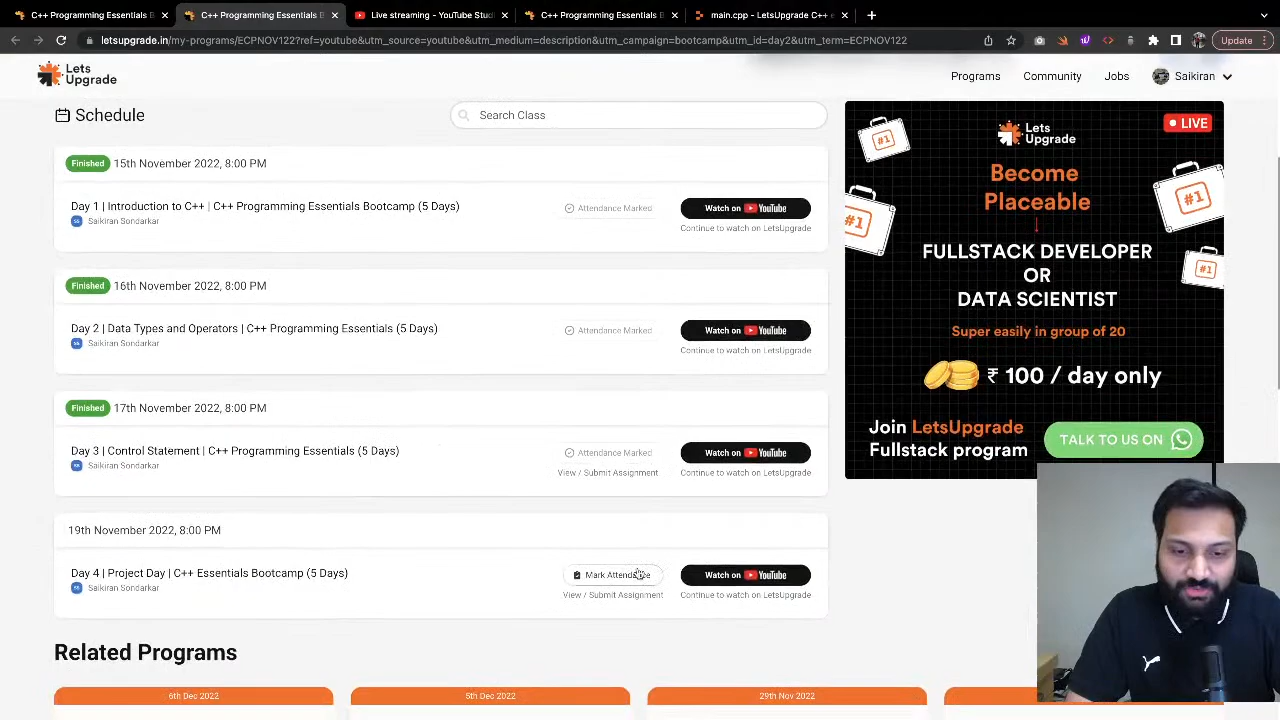 C++ Programming Essentials B
C++ Programming Essentials B
Live streaming - YouTube Stud
C++ Programming Essentials B
main.cpp - LetsUpgrade C++ e
letsupgrade.in/my-programs/ECPNOV122?ref=youtube&utm_source=youtube&utm_medium=description&utm_campaign=bootcamp&utm_id=day2&utm_term=ECPNOV122
Update
Lets
Upgrade
Programs
Community
Jobs
Saikiran
Schedule
Search Class
Finished 15th November 2022, 8:00 PM
Day 1 | Introduction to C++ | C++ Programming Essentials Bootcamp (5 Days)
SS Saikiran Sondarkar
Attendance Marked
Watch on YouTube
Continue to watch on LetsUpgrade
Finished 16th November 2022, 8:00 PM
Day 2 | Data Types and Operators | C++ Programming Essentials (5 Days)
SS Saikiran Sondarkar
Attendance Marked
Watch on YouTube
Continue to watch on LetsUpgrade
Finished 17th November 2022, 8:00 PM
Day 3 | Control Statement | C++ Programming Essentials (5 Days)
SS Saikiran Sondarkar
Attendance Marked
View / Submit Assignment
Watch on YouTube
Continue to watch on LetsUpgrade
19th November 2022, 8:00 PM
Day 4 | Project Day | C++ Essentials Bootcamp (5 Days)
SS Saikiran Sondarkar
Mark Attendance
View / Submit Assignment
Watch on YouTube
Continue to watch on LetsUpgrade
Lets
Upgrade
LIVE
#1
#1
#1
#1
Become
Placeable
FULLSTACK DEVELOPER
OR
DATA SCIENTIST
Super easily in group of 20
₹ 100 / day only
Join LetsUpgrade
Fullstack program
TALK TO US ON
Related Programs
6th Dec 2022
5th Dec 2022
29th Nov 2022